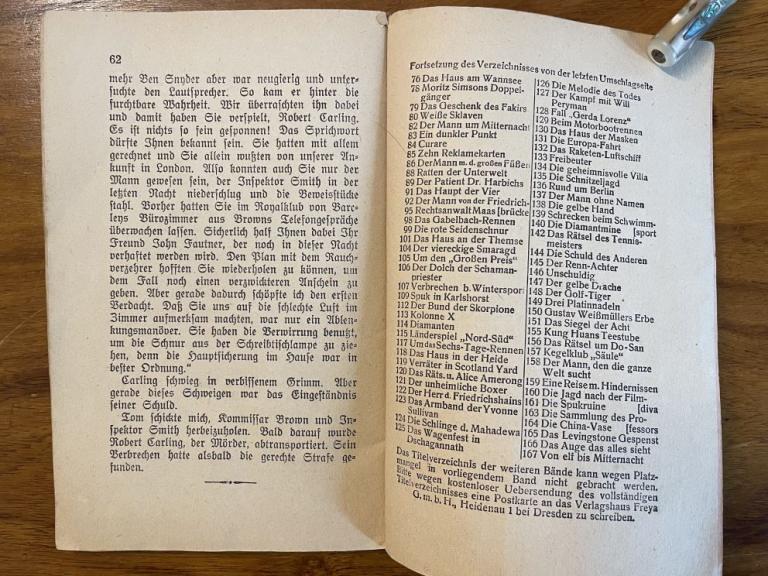 62
mehr Ben Snyder aber war neugierig und unter-
suchte den Lautsprecher. So kam er hinter die
furchtbare Wahrheit. Wir überraschten ihn dabei
und damit haben Sie verspielt, Robert Carling.
Es ist nichts so fein gesponnen! Das Sprichwort
dürfte Ihnen bekannt sein. Sie hatten mit allem
gerechnet und Sie allein wußten von unserer An-
kunft in London. Also konnten auch Sie nur der
Mann gewesen sein, der Inspektor Smith in der
letzten Nacht niederschlug und die Beweisstücke
stahl. Vorher hatten Sie im Royalklub von Bar-
leys Bürozimmer aus Browns Telefongespräche
überwachen lassen. Sicherlich half Ihnen dabei Ihr
Freund John Fautner, der noch in dieser Nacht
verhaftet werden wird. Den Plan mit dem Rauch-
verzehrer hofften Sie wiederholen zu können, um
dem Fall noch einen verzwickteren Anschein zu
geben. Aber gerade dadurch schöpfte ich den ersten
Verdacht. Daß Sie uns auf die schlechte Luft im
Zimmer aufmerksam machten, war nur ein Ablen-
kungsmanöver. Sie haben die Verwirrung benutzt,
um die Schnur aus der Schreibtischlampe zu zie-
hen, denn die Hauptsicherung im Hause war in
bester Ordnung."
Carling schwieg in verbissenem Grimm. Aber
gerade dieses Schweigen war das Eingeständnis
seiner Schuld.
Tom schickte mich, Kommissar Brown und In-
spektor Smith herbeizuholen. Bald darauf wurde
Robert Carling, der Mörder, abtransportiert. Sein
Verbrechen hatte alsbald die gerechte Strafe ge-
funden.
Fortsetzung des Verzeichnisses von der letzten Umschlagseite
76 Das Haus am Wannsee
78 Moritz Simsons Doppel-
gänger
79 Das Geschenk des Fakirs
80 Weiße Sklaven
82 Der Mann um Mitternacht
83 Ein dunkler Punkt
84 Curare
85 Zehn Reklamekarten
86 Der Mann m. d. großen Füßen
88 Ratten der Unterwelt
89 Der Patient Dr. Harbichs
91 Das Haupt der Vier
92 Der Mann von der Friedrich-
95 Rechtsanwalt Maas [brücke
98 Das Gabelbach-Rennen
99 Die rote Seidenschnur
101 Das Haus an der Themse
104 Der viereckige Smaragd
105 Um den „Großen Preis"
106 Der Dolch der Schaman-
priester
107 Verbrechen b. Winterspor[t]
109 Spuk in Karlshorst
112 Der Bund der Skorpione
113 Kolonne X
114 Diamanten
115 Länderspiel „Nord-Süd"
117 Um das Sechs-Tage-Rennen
118 Das Haus in der Heide
119 Verräter in Scotland Yard
120 Das Räts. u. Alice Amerong
121 Der unheimliche Boxer
122 Der Herr d. Friedrichshains
123 Das Armband der Yvonne
Sullivan
124 Die Schlinge d. Mahadewa
125 Das Wagenfest in
Dschagannath
126 Die Melodie des Todes
127 Der Kampf mit Will
Peryman
128 Fall „Gerda Lorenz"
129 Beim Motorbootrennen
130 Das Haus der Masken
131 Die Europa-Fahrt
132 Das Raketen-Luftschiff
133 Freibeuter
134 Die geheimnisvolle Villa
135 Die Schnitzeljagd
136 Rund um Berlin
137 Der Mann ohne Namen
138 Die gelbe Hand
139 Schrecken beim Schwimm-
140 Die Diamantmine [sport
142 Das Rätsel des Tennis-
meisters
144 Die Schuld des Anderen
145 Der Renn-Achter
146 Unschuldig
147 Der gelbe Drache
148 Der Golf-Tiger
149 Drei Platinnadeln
150 Gustav Weißmüllers Erbe
151 Das Siegel der Acht
155 Kung Huans Teestube
156 Das Rätsel um Do-San
157 Kegelklub „Säule"
158 Der Mann, den die ganze
Welt sucht
159 Eine Reise m. Hindernissen
160 Die Jagd nach der Film-
161 Die Spukruine [diva
163 Die Sammlung des Pro-
164 Die China-Vase [fessors
165 Das Levingstone Gespenst
166 Das Auge das alles sieht
167 Von elf bis Mitternacht
Das Titelverzeichnis der weiteren Bände kann wegen Platz-
mangel in vorliegendem Band nicht gebracht werden.
Bitte wegen kostenloser Uebersendung des vollständigen
Titelverzeichnisses eine Postkarte an das Verlagshaus Freya
G. m. b. H., Heidenau 1 bei Dresden zu schreiben.